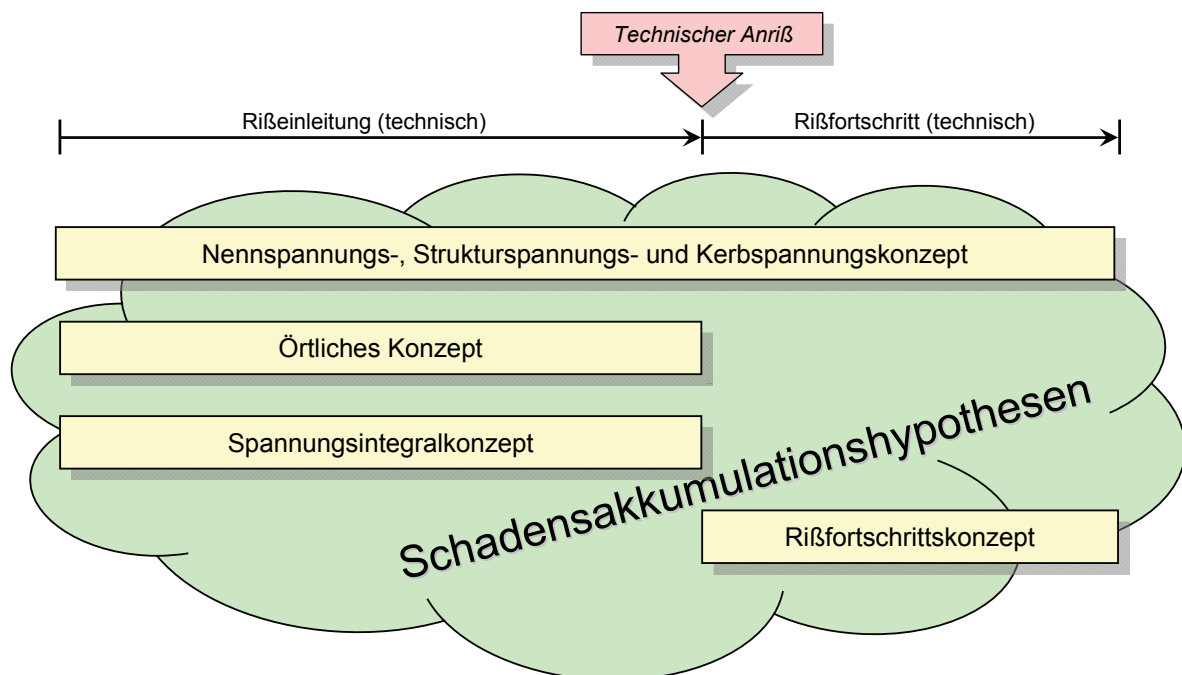 Technischer Anriß
Rißeinleitung (technisch)
Rißfortschritt (technisch)
Nennspannungs-, Strukturspannungs- und Kerbspannungskonzept
Örtliches Konzept
Spannungsintegralkonzept
Schadensakkumulationshypothesen
Rißfortschrittskonzept